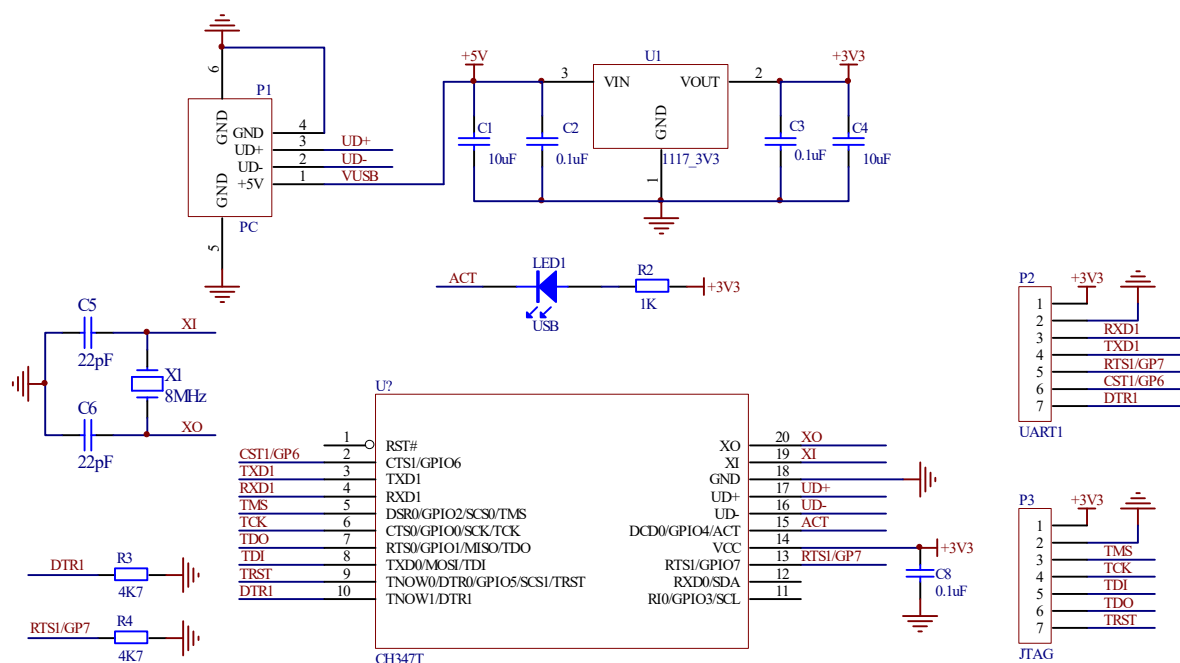 6
P1
GND
GND 4
UD+ 3 UD+
UD- 2 UD-
+5V 1 VUSB
GND
PC
5
+5V
U1
+3V3
3 VIN VOUT 2
GND
1117_3V3
1
C1
10uF
C2
0.1uF
C3
0.1uF
C4
10uF
ACT
LED1
USB
R2
1K
+3V3
C5
22pF
XI
X1
8MHz
C6
22pF
XO
U?
1 RST#
CST1/GP6 2 CTS1/GPIO6
TXD1 3 TXD1
RXD1 4 RXD1
TMS 5 DSR0/GPIO2/SCS0/TMS
TCK 6 CTS0/GPIO0/SCK/TCK
TDO 7 RTS0/GPIO1/MISO/TDO
TDI 8 TXD0/MOSI/TDI
TRST 9 TNOW0/DTR0/GPIO5/SCS1/TRST
DTR1 10 TNOW1/DTR1
XO 20 XO
XI 19 XI
GND 18
UD+ 17 UD+
UD- 16 UD-
DCD0/GPIO4/ACT 15 ACT
VCC 14 +3V3
RTS1/GPIO7 13 RTS1/GP7
RXD0/SDA 12
RI0/GPIO3/SCL 11
CH347T
C8
0.1uF
DTR1
R3
4K7
RTS1/GP7
R4
4K7
P2
+3V3
1
2
3 RXD1
4 TXD1
5 RTS1/GP7
6 CST1/GP6
7 DTR1
UART1
P3
+3V3
1
2
3 TMS
4 TCK
5 TDI
6 TDO
7 TRST
JTAG